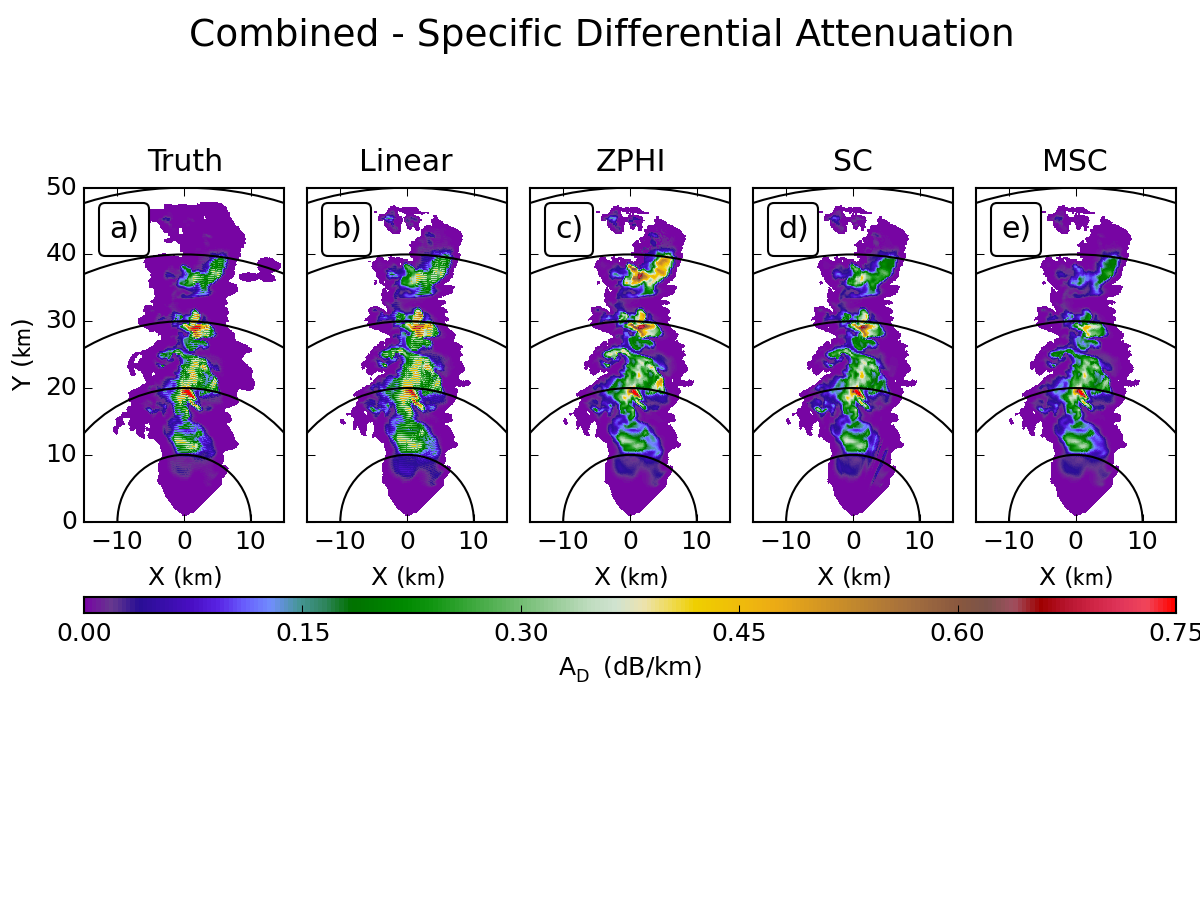 Combined - Specific Differential Attenuation
Truth Linear ZPHI SC MSC
a) b) c) d) e)
50
40
30
20
10
0
Y (km)
−10 0 10 −10 0 10 −10 0 10 −10 0 10 −10 0 10
X (km) X (km) X (km) X (km) X (km)
0.00 0.15 0.30 0.45 0.60 0.75
A_D (dB/km)